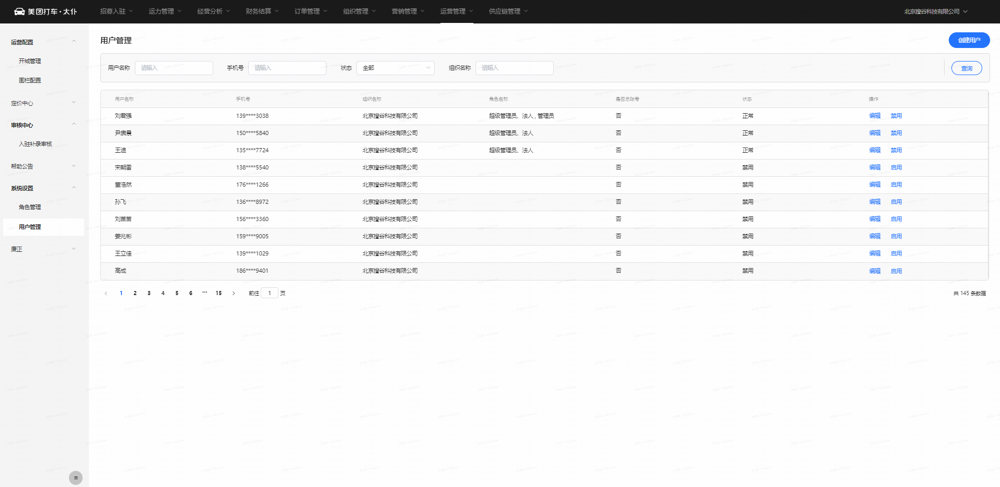 美团打车·太仆 招募入驻 运力管理 经营分析 财务结算 订单管理 组织管理 营销管理 运营管理 供应链管理 北京搜谷科技有限公司
运营配置
开城管理
围栏配置
定价中心
审核中心
入驻补录审核
帮助公告
系统设置
角色管理
用户管理
廉正
用户管理 创建用户
用户名称 请输入 手机号 请输入 状态 全部 组织名称 请输入 查询
用户名称 手机号 组织名称 角色名称 是否总账号 状态 操作
刘君强 139****3038 北京搜谷科技有限公司 超级管理员、法人 , 管理员 否 正常 编辑 禁用
尹庚晨 150****5840 北京搜谷科技有限公司 超级管理员、法人 否 正常 编辑 禁用
王迪 135****7724 北京搜谷科技有限公司 超级管理员、法人 否 正常 编辑 禁用
宋朝雷 138****5540 北京搜谷科技有限公司 否 禁用 编辑 启用
董浩然 176****1266 北京搜谷科技有限公司 否 禁用 编辑 启用
孙飞 136****8972 北京搜谷科技有限公司 否 禁用 编辑 启用
刘苗苗 156****3360 北京搜谷科技有限公司 否 禁用 编辑 启用
姜兆彬 159****9005 北京搜谷科技有限公司 否 禁用 编辑 启用
王立佳 139****1029 北京搜谷科技有限公司 否 禁用 编辑 启用
高成 186****9401 北京搜谷科技有限公司 否 禁用 编辑 启用
1 2 3 4 5 6 ··· 15 前往 1 页 共 145 条数据